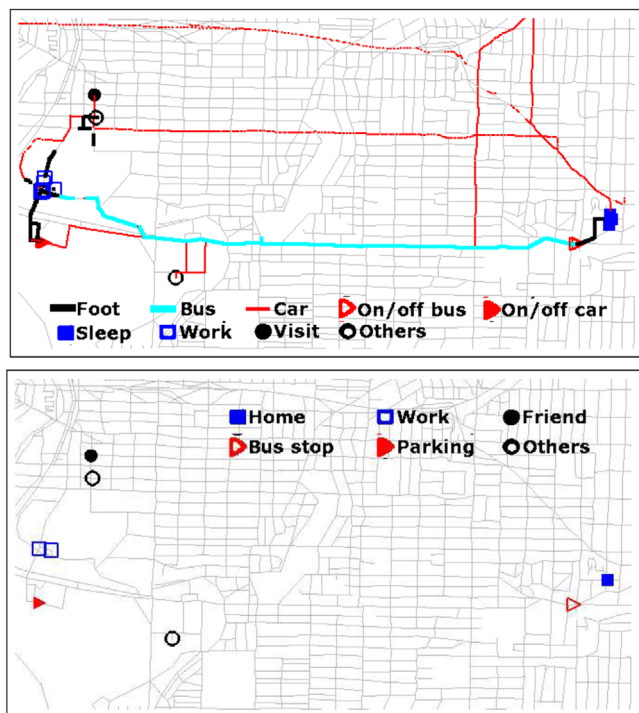 Foot Bus Car On/off bus On/off car
Sleep Work Visit Others
Home Work Friend
Bus stop Parking Others